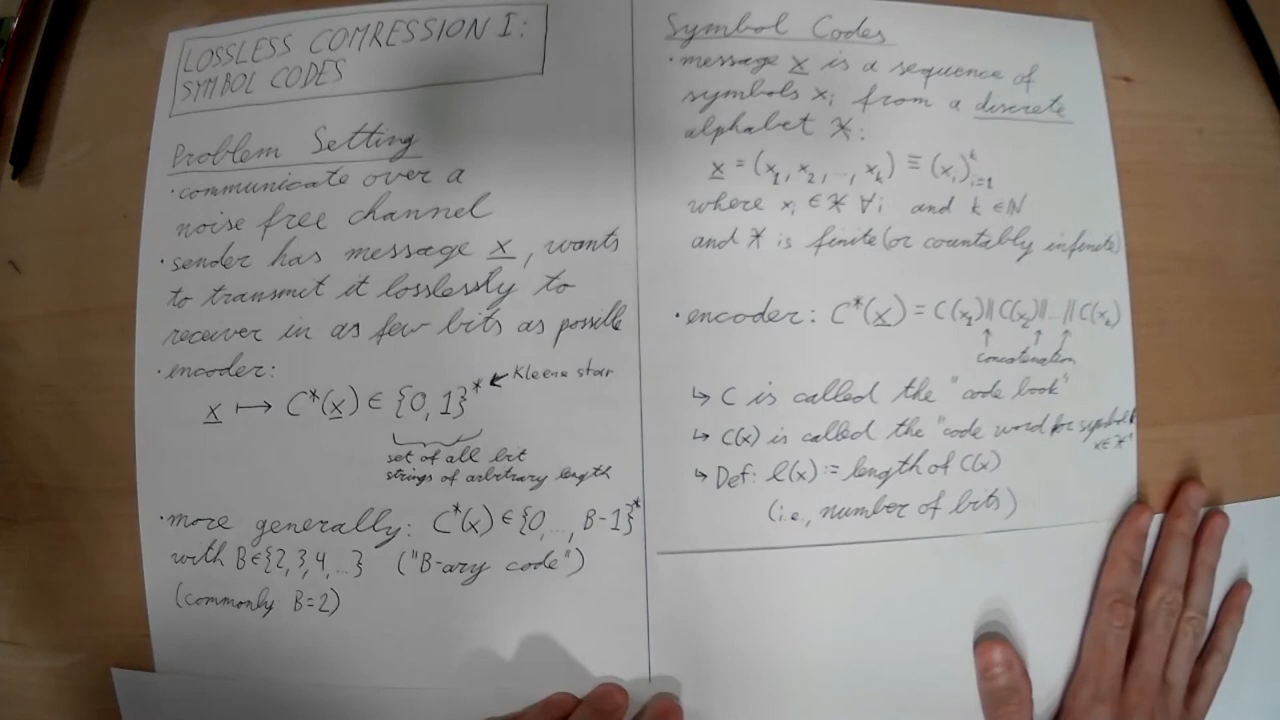 LOSSLESS COMRESSION I:
SYMBOL CODES
Problem Setting
·communicate over a
noise free channel
·sender has message x, wants
to transmit it losslessly to
receiver in as few bits as possible
·encoder:
x ↦ C*(x) ∈ {0,1}* ← Kleene star
set of all bit
strings of arbitrary length
·more generally: C*(x) ∈ {0,..., B-1}*
with B∈{2,3,4,...} ("B-ary code")
(commonly B=2)
Symbol Codes
·message x is a sequence of
symbols xᵢ from a discrete
alphabet 𝒳:
x = (x₁, x₂, ..., xₖ) ≡ (xᵢ)ᵏᵢ₌₁
where xᵢ ∈ 𝒳 ∀i and k ∈ ℕ
and 𝒳 is finite (or countably infinite)
·encoder: C*(x) = C(x₁)||C(x₂)||...||C(xₖ)
↑ ↑ ↑
concatenation
↳ C is called the "code book"
↳ C(x) is called the "code word for symbol
x∈𝒳"
↳ Def: ℓ(x) := length of C(x)
(i.e., number of bits)